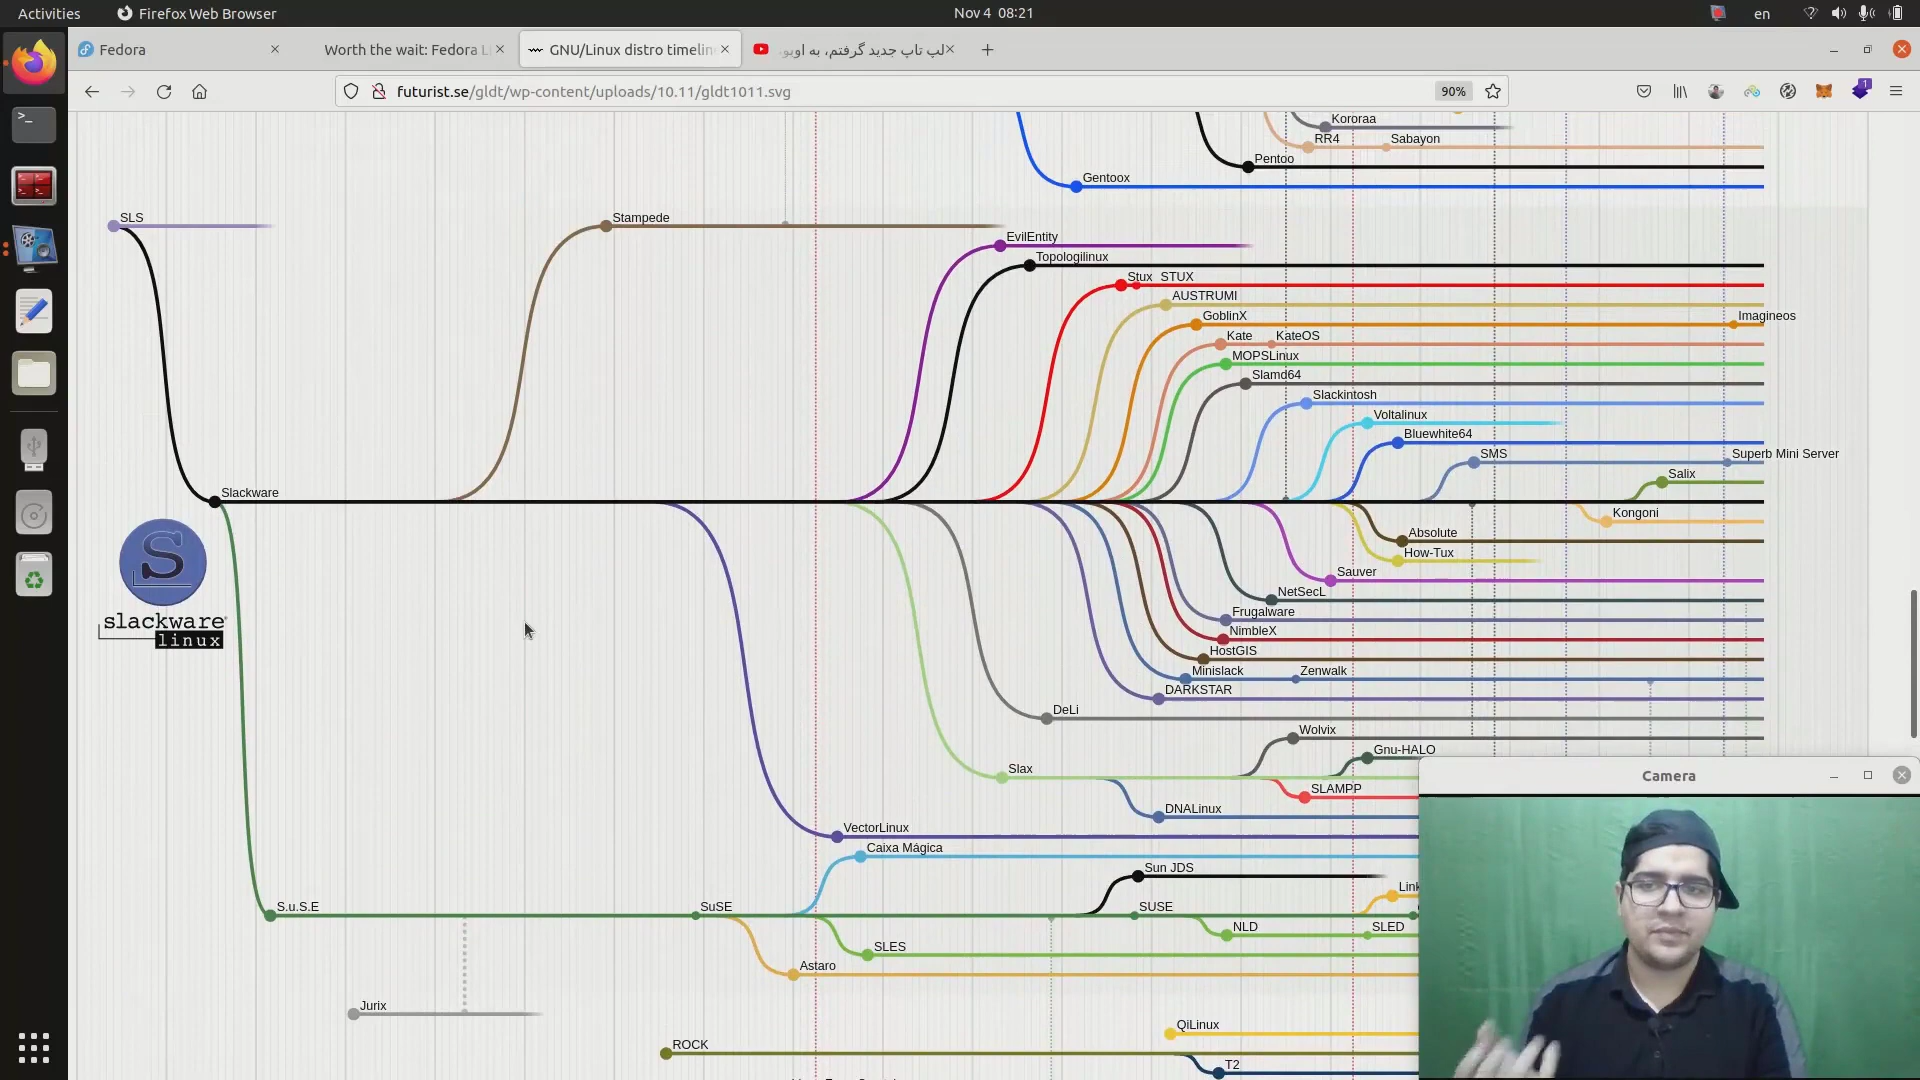 Activities
Firefox Web Browser
Nov 4 08:21
en
Fedora
Worth the wait: Fedora L
GNU/Linux distro timelin
لپ تاپ جدید گرفتم، به اوبو
futurist.se/gldt/wp-content/uploads/10.11/gldt1011.svg
90%
1
Kororaa
RR4
Sabayon
Pentoo
Gentoox
SLS
Stampede
EvilEntity
Topologilinux
Stux STUX
AUSTRUMI
GoblinX
Imagineos
Kate KateOS
MOPSLinux
Slamd64
Slackintosh
Voltalinux
Bluewhite64
SMS
Superb Mini Server
Salix
Slackware
Kongoni
Absolute
How-Tux
Sauver
NetSecL
Frugalware
slackware
linux
NimbleX
HostGIS
Minislack Zenwalk
DARKSTAR
DeLi
Wolvix
Gnu-HALO
Slax
SLAMPP
DNALinux
VectorLinux
Caixa Mágica
Sun JDS
Link
S.u.S.E
SuSE
SUSE
NLD
SLED
SLES
Astaro
Jurix
QiLinux
ROCK
T2
Camera